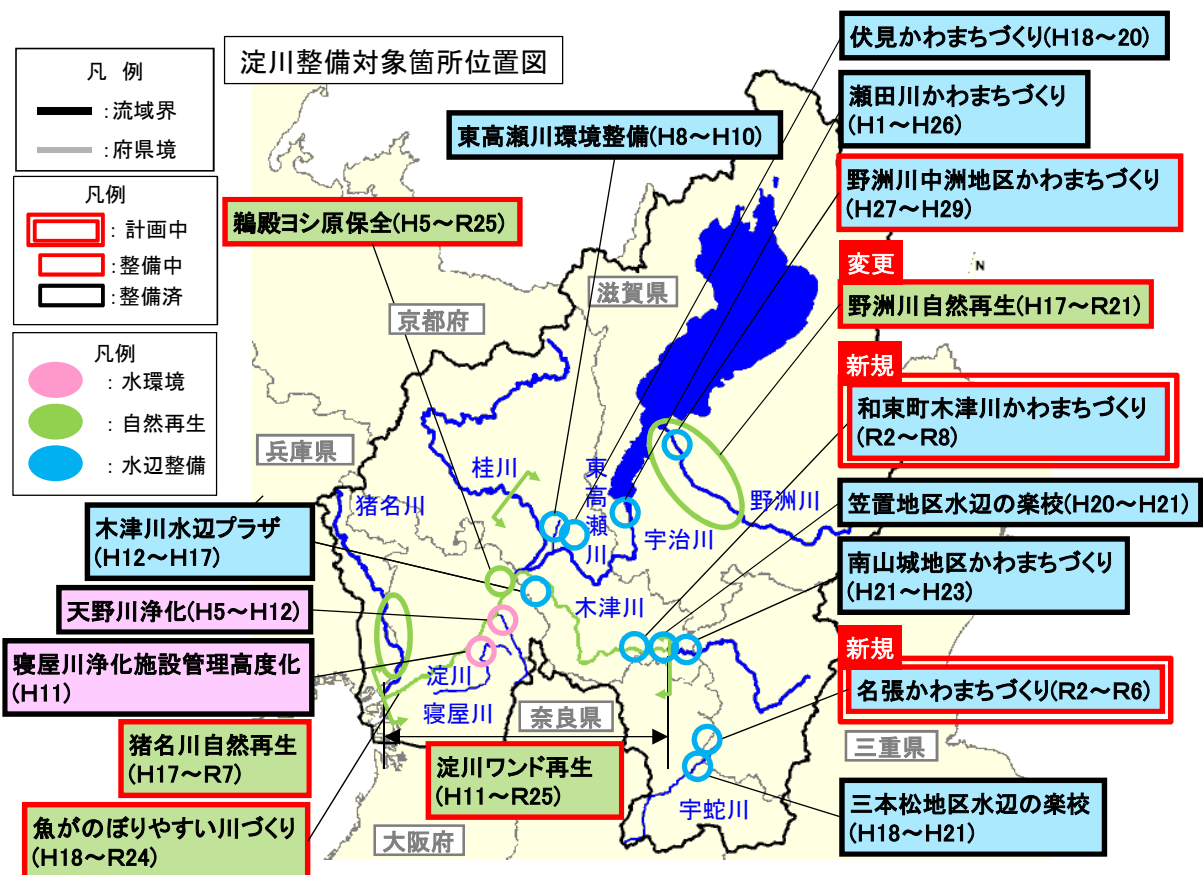 淀川整備対象箇所位置図
凡 例
:流域界
:府県境
凡例
: 計画中
:整備中
:整備済
凡例
: 水環境
: 自然再生
: 水辺整備
伏見かわまちづくり(H18～20)
瀬田川かわまちづくり
(H1～H26)
東高瀬川環境整備(H8～H10)
野洲川中洲地区かわまちづくり
(H27～H29)
鵜殿ヨシ原保全(H5～R25)
変更
N
野洲川自然再生(H17～R21)
滋賀県
京都府
新規
和束町木津川かわまちづくり
(R2～R8)
兵庫県
桂川
東高瀬川
猪名川
野洲川
宇治川
笠置地区水辺の楽校(H20～H21)
木津川水辺プラザ
(H12～H17)
南山城地区かわまちづくり
(H21～H23)
木津川
天野川浄化(H5～H12)
新規
寝屋川浄化施設管理高度化
(H11)
淀川
寝屋川
奈良県
名張かわまちづくり(R2～R6)
三重県
猪名川自然再生
(H17～R7)
淀川ワンド再生
(H11～R25)
宇蛇川
三本松地区水辺の楽校
(H18～H21)
魚がのぼりやすい川づくり
(H18～R24)
大阪府